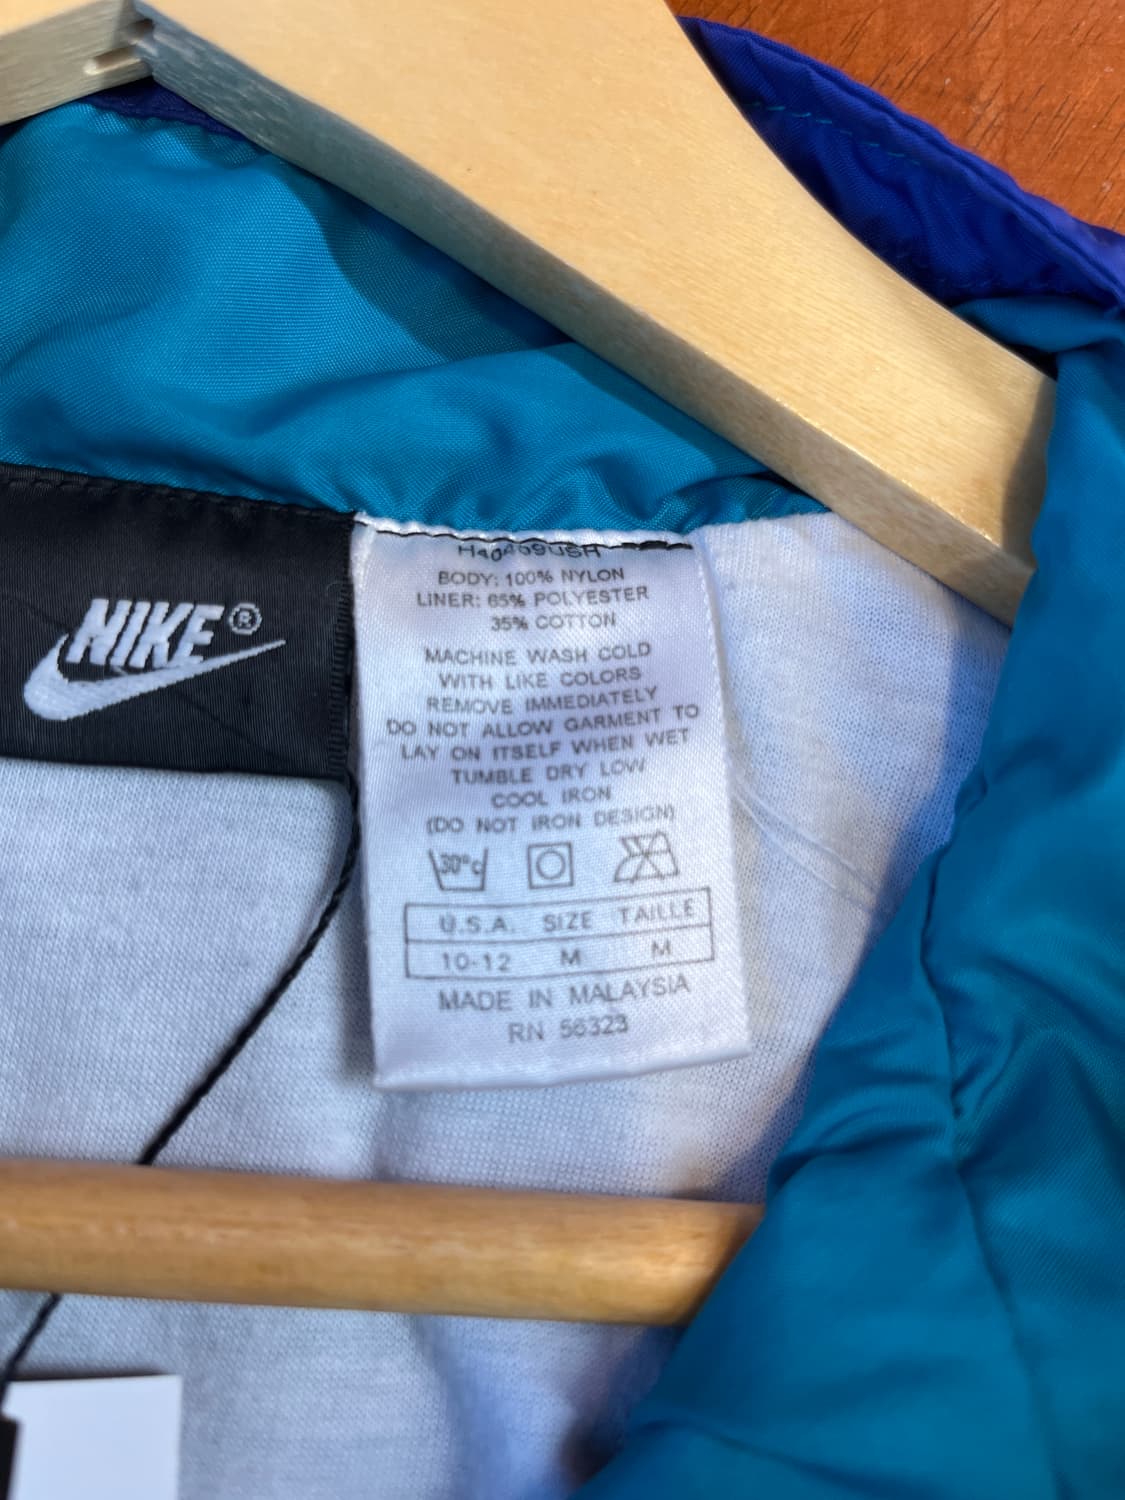 NIKE®
BODY: 100% NYLON
LINER: 65% POLYESTER
35% COTTON
MACHINE WASH COLD
WITH LIKE COLORS
REMOVE IMMEDIATELY
DO NOT ALLOW GARMENT TO
LAY ON ITSELF WHEN WET
TUMBLE DRY LOW
COOL IRON
(DO NOT IRON DESIGN)
30°c
U.S.A. SIZE TAILLE
10-12 M M
MADE IN MALAYSIA
RN 56323